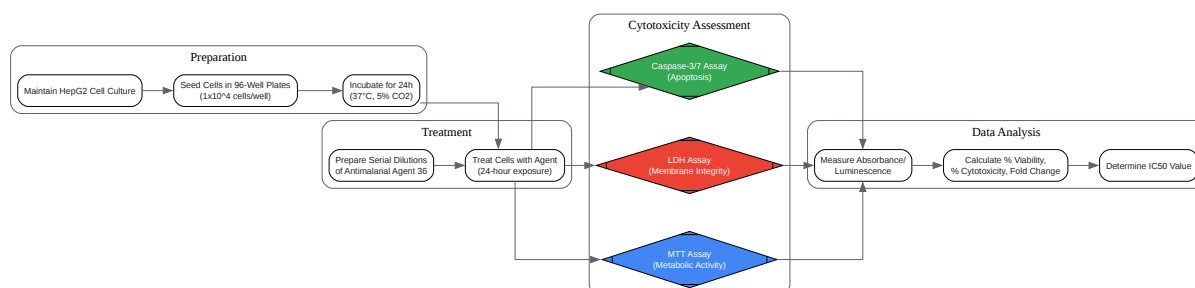 Preparation
Maintain HepG2 Cell Culture
Seed Cells in 96-Well Plates
(1x10^4 cells/well)
Incubate for 24h
(37°C, 5% CO2)
Treatment
Prepare Serial Dilutions
of Antimalarial Agent 36
Treat Cells with Agent
(24-hour exposure)
Cytotoxicity Assessment
Caspase-3/7 Assay
(Apoptosis)
LDH Assay
(Membrane Integrity)
MTT Assay
(Metabolic Activity)
Data Analysis
Measure Absorbance/
Luminescence
Calculate % Viability,
% Cytotoxicity, Fold Change
Determine IC50 Value